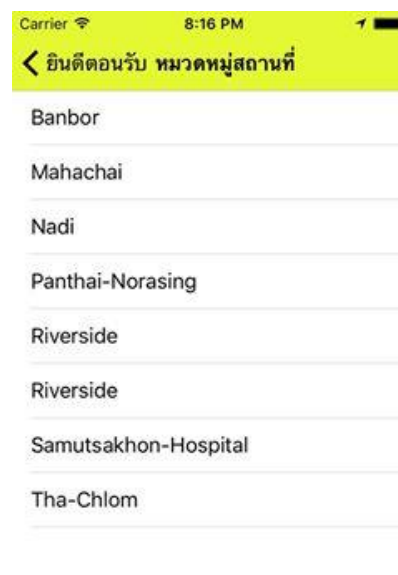 Carrier 8:16 PM
ยินดีตอนรับ หมวดหมู่สถานที่
Banbor
Mahachai
Nadi
Panthai-Norasing
Riverside
Riverside
Samutsakhon-Hospital
Tha-Chlom